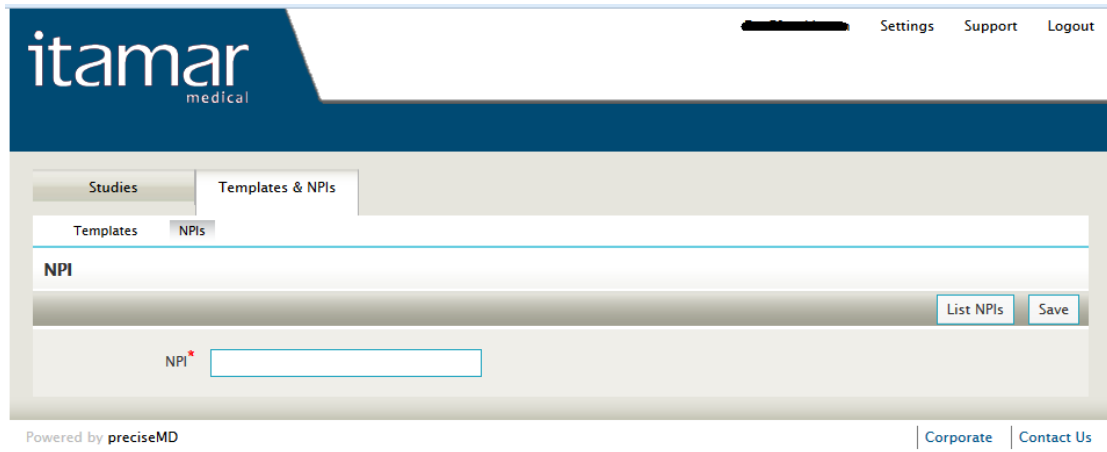 Settings Support Logout
itamar
medical
Studies Templates & NPIs
Templates NPIs
NPI
List NPIs Save
NPI*
Powered by preciseMD Corporate Contact Us